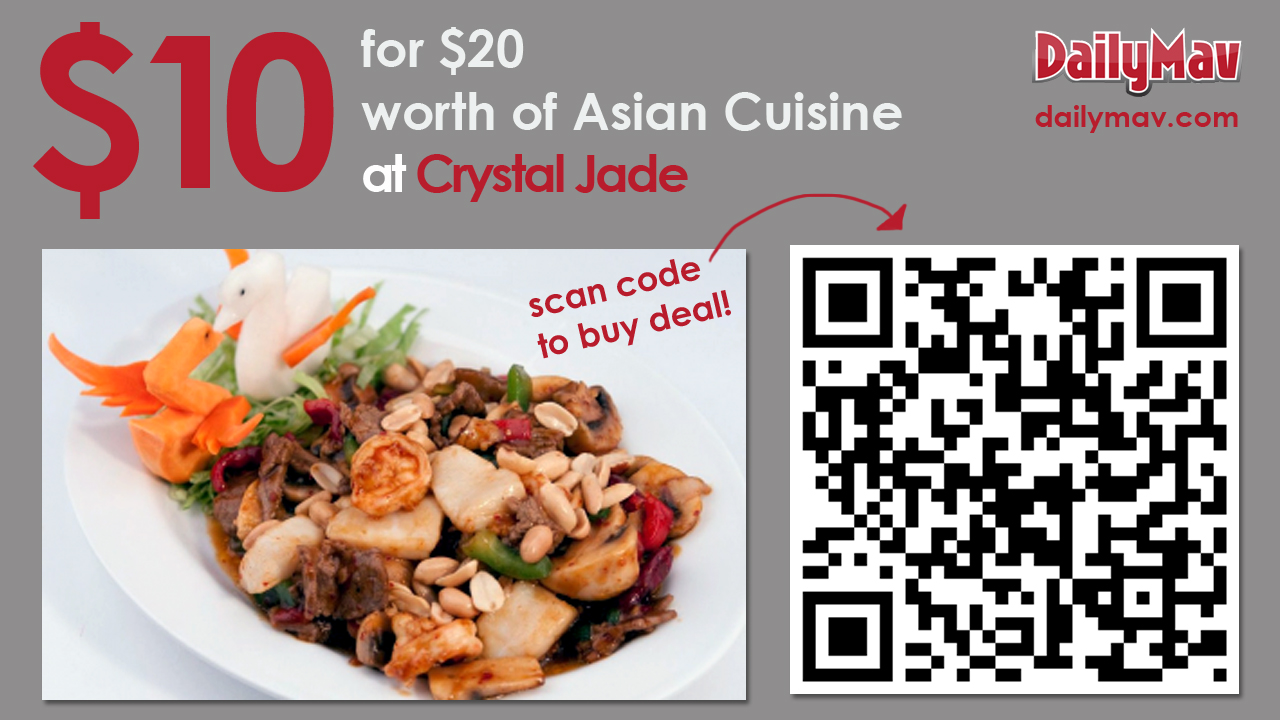 $10
for $20
worth of Asian Cuisine
at Crystal Jade
DailyMav
dailymav.com
scan code
to buy deal!